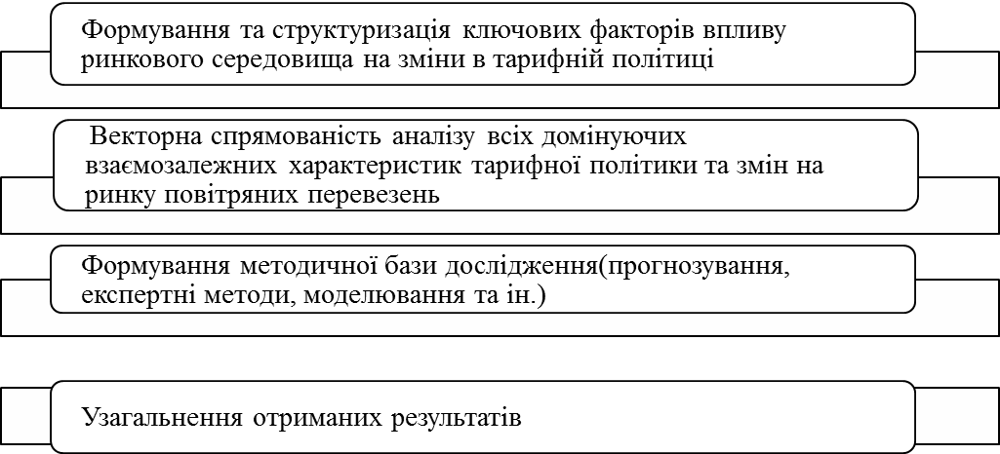 Формування та структуризація ключових факторів впливу
ринкового середовища на зміни в тарифній політиці
Векторна спрямованість аналізу всіх домінуючих
взаємозалежних характеристик тарифної політики та змін на
ринку повітряних перевезень
Формування методичної бази дослідження(прогнозування,
експертні методи, моделювання та ін.)
Узагальнення отриманих результатів